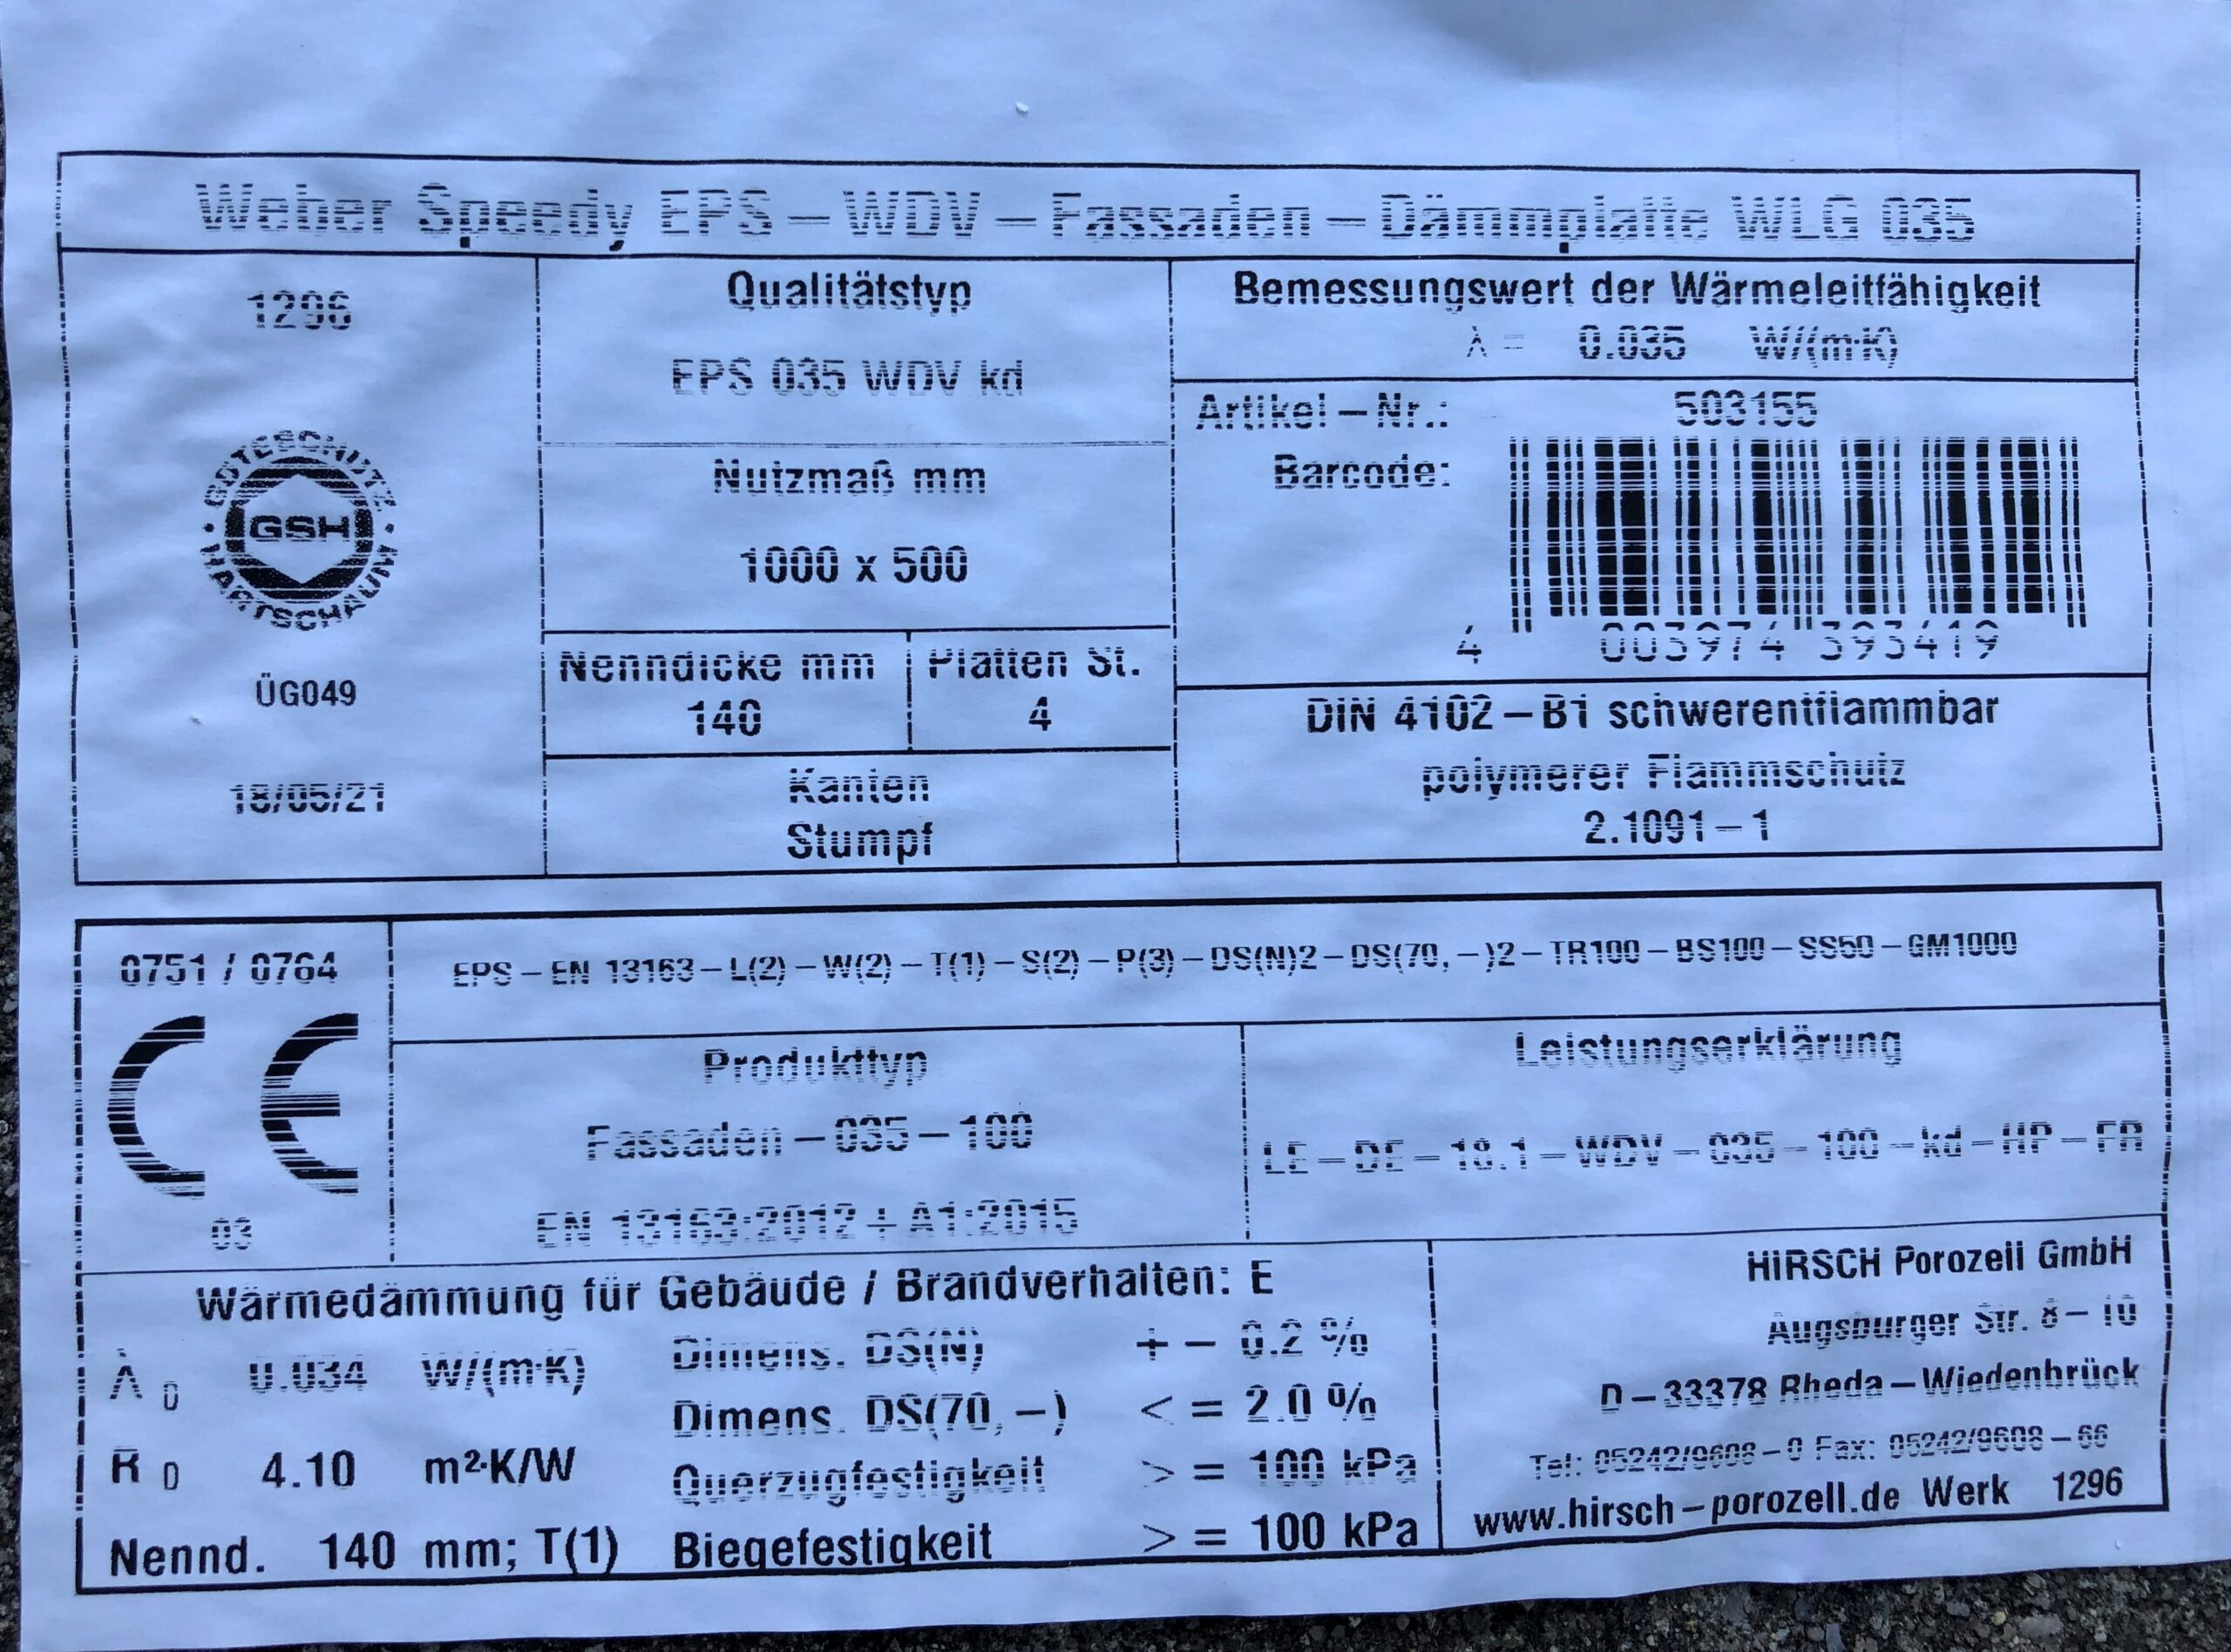 Weber Speedy EPS – WDV – Fassaden – Dämmplatte WLG 035
1296
GÜTESCHUTZ
GSH
HARTSCHAUM
ÜG049
18/05/21
Qualitätstyp
EPS 035 WDV kd
Nutzmaß mm
1000 x 500
Nenndicke mm
140
Platten St.
4
Kanten
Stumpf
Bemessungswert der Wärmeleitfähigkeit
λ = 0.035 W/(m·K)
Artikel – Nr.: 503155
Barcode:
4 003974 393419
DIN 4102 – B1 schwerentflammbar
polymerer Flammschutz
2.1091 – 1
0751 / 0764
CE
03
EPS – EN 13163 – L(2) – W(2) – T(1) – S(2) – P(3) – DS(N)2 – DS(70, –)2 – TR100 – BS100 – SS50 – GM1000
Produkttyp
Fassaden – 035 – 100
EN 13163:2012 + A1:2015
Leistungserklärung
LE – DE – 18.1 – WDV – 035 – 100 – kd – HP – FR
Wärmedämmung für Gebäude / Brandverhalten: E
λ D 0.034 W/(m·K)
R D 4.10 m²·K/W
Nennd. 140 mm; T(1)
Dimens. DS(N) + – 0.2 %
Dimens. DS(70, –) < = 2.0 %
Querzugfestigkeit > = 100 kPa
Biegefestigkeit > = 100 kPa
HIRSCH Porozell GmbH
Augsburger Str. 8 – 10
D – 33378 Rheda – Wiedenbrück
Tel: 05242/9608 – 0 Fax: 05242/9608 – 66
www.hirsch – porozell.de Werk 1296